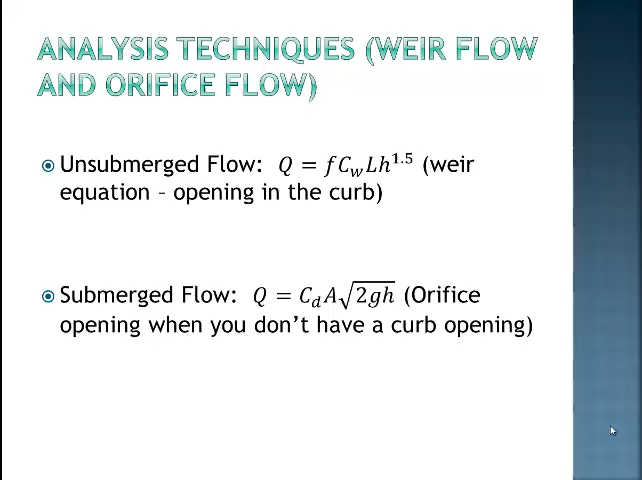 ANALYSIS TECHNIQUES (WEIR FLOW
AND ORIFICE FLOW)
Unsubmerged Flow: Q = fC_wLh^{1.5} (weir
equation – opening in the curb)
Submerged Flow: Q = C_dA√(2gh) (Orifice
opening when you don’t have a curb opening)